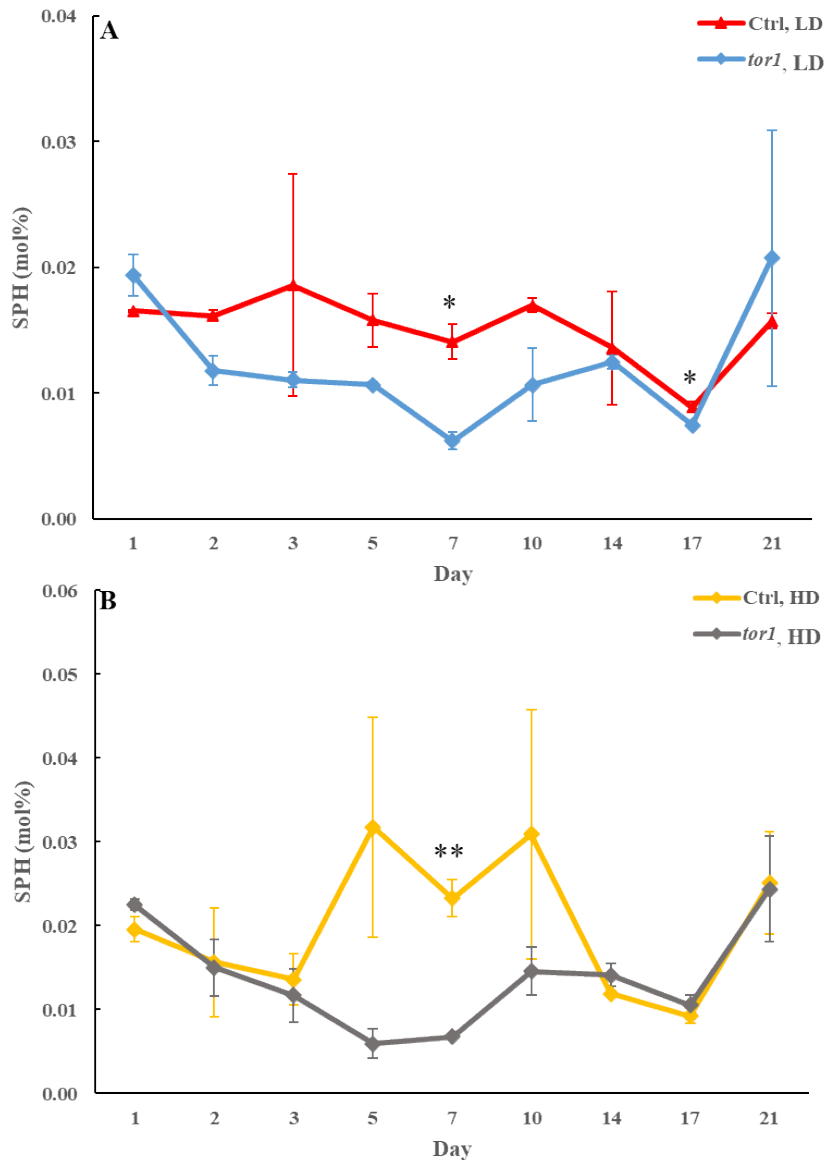 A
Ctrl, LD
tor1, LD
0.04
0.03
0.02
0.01
0.00
SPH (mol%)
*
*
1 2 3 5 7 10 14 17 21
Day
B
Ctrl, HD
tor1, HD
0.06
0.05
0.04
0.03
0.02
0.01
0.00
SPH (mol%)
**
1 2 3 5 7 10 14 17 21
Day